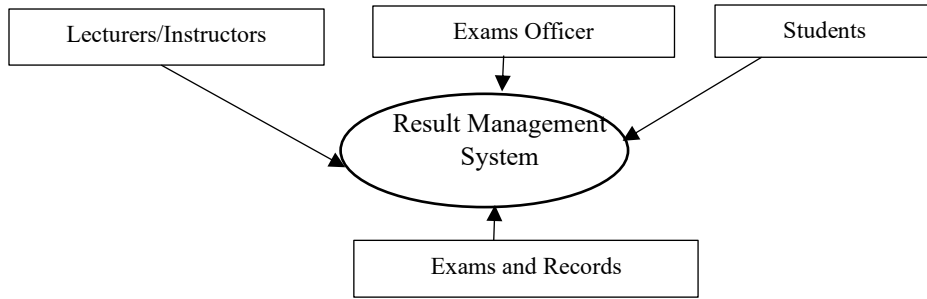 Lecturers/Instructors
Exams Officer
Students
Result Management
System
Exams and Records